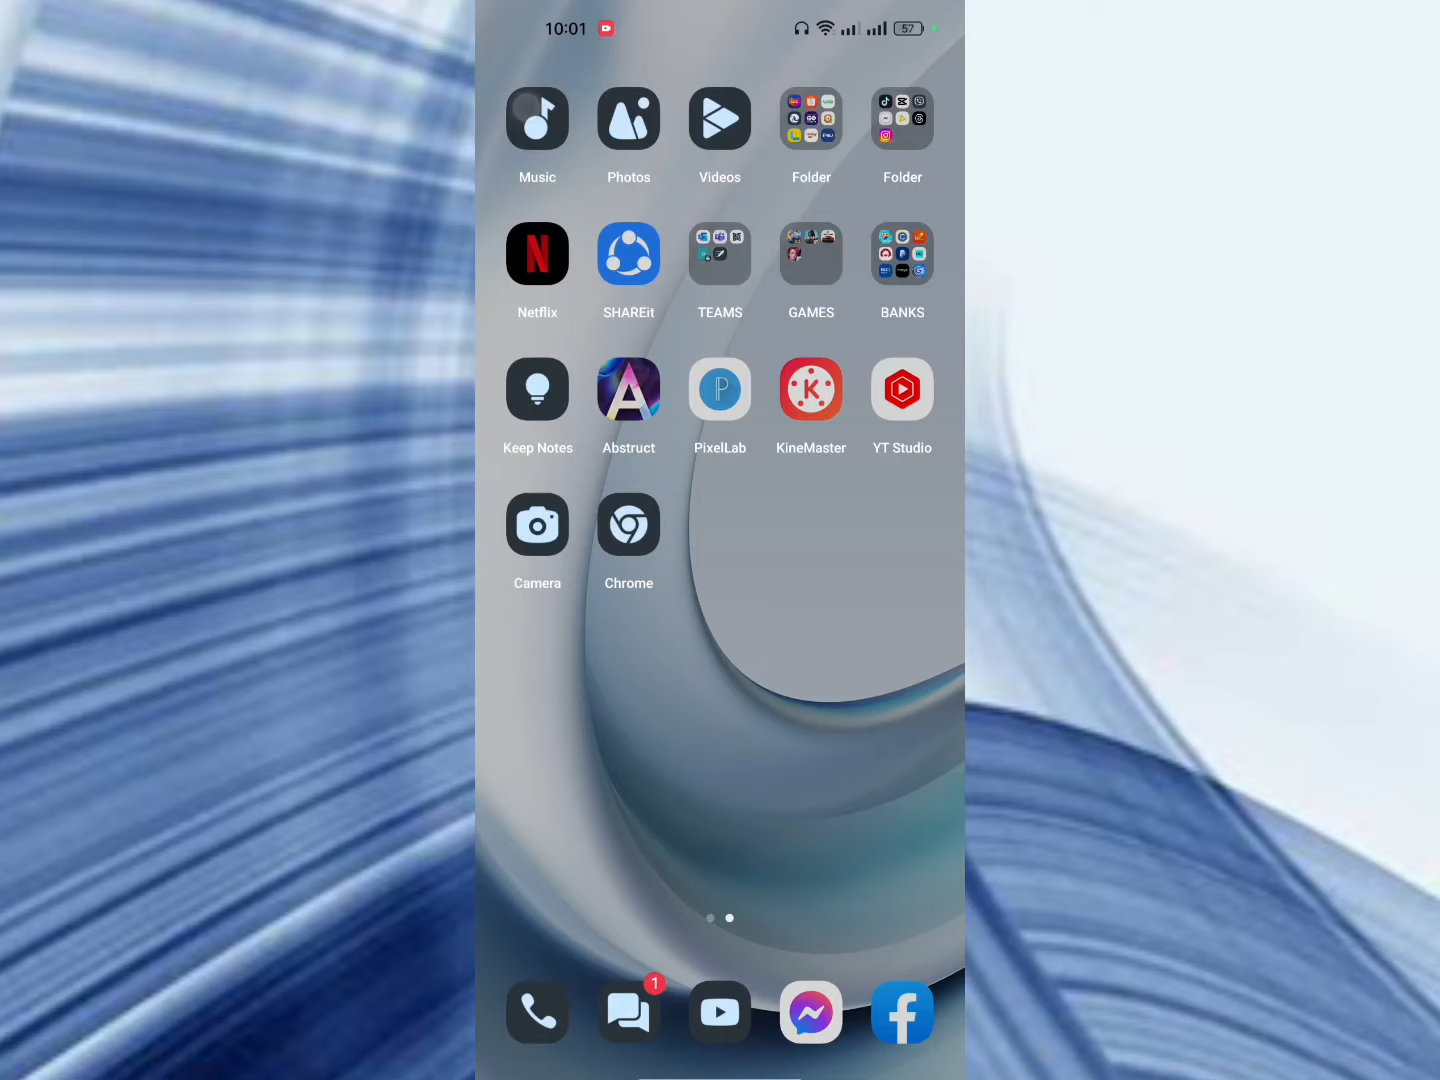 10:01
57
Music Photos Videos Folder Folder
Netflix SHAREit TEAMS GAMES BANKS
Keep Notes Abstruct PixelLab KineMaster YT Studio
Camera Chrome
1